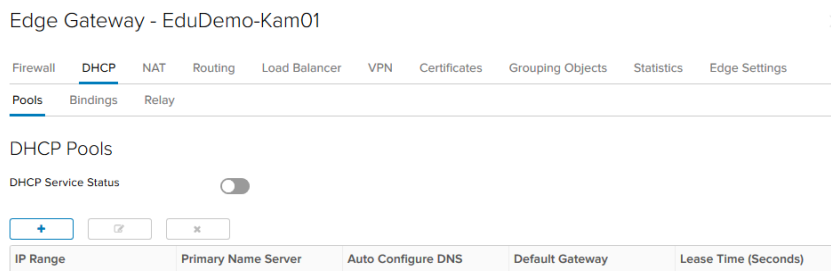 Edge Gateway - EduDemo-Kam01
Firewall DHCP NAT Routing Load Balancer VPN Certificates Grouping Objects Statistics Edge Settings
Pools Bindings Relay
DHCP Pools
DHCP Service Status
IP Range Primary Name Server Auto Configure DNS Default Gateway Lease Time (Seconds)